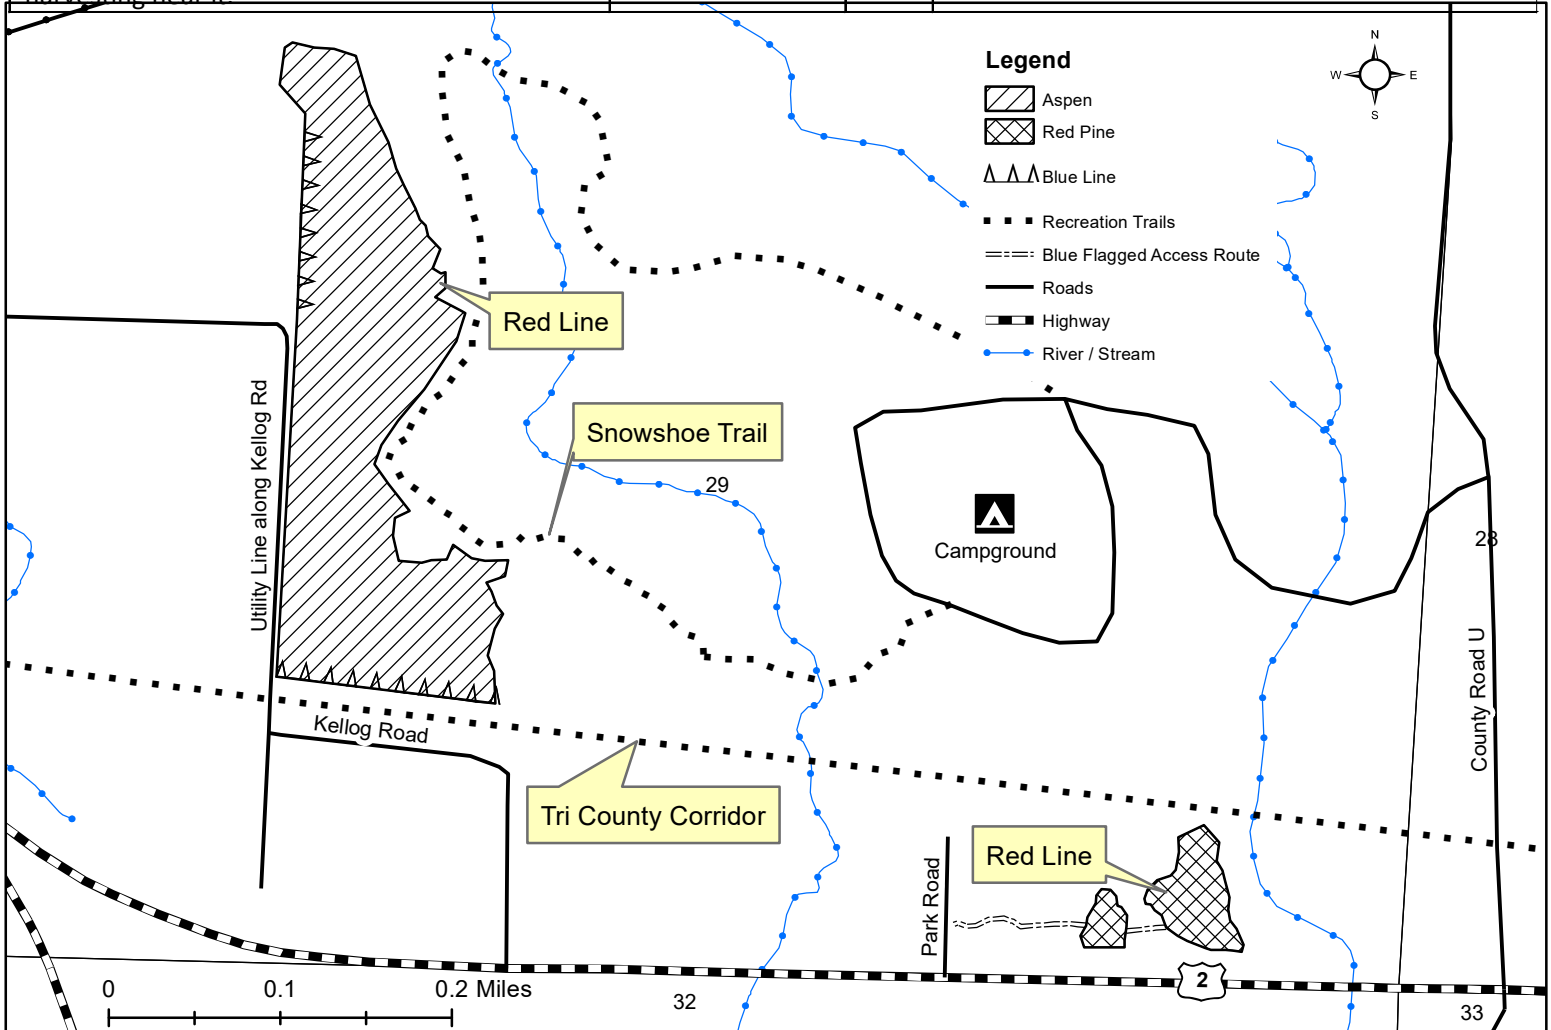 Legend
Aspen
Red Pine
Blue Line
Recreation Trails
Blue Flagged Access Route
Roads
Highway
River / Stream
N
W
E
S
Red Line
Snowshoe Trail
29
Utility Line along Kellog Rd
Campground
28
County Road U
Kellog Road
Tri County Corridor
Red Line
Park Road
2
0
0.1
0.2 Miles
32
33